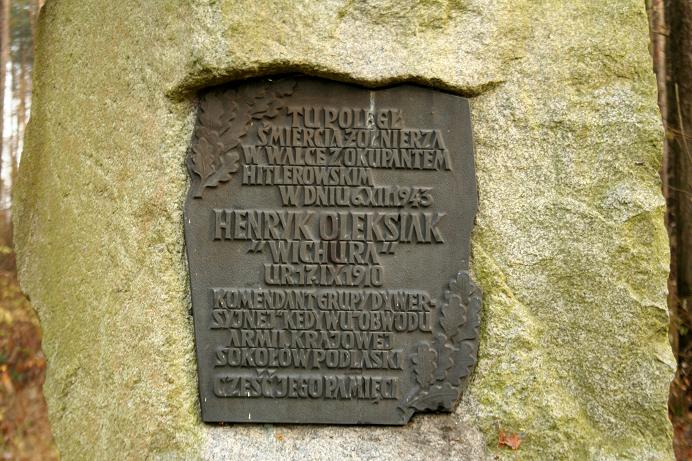 TU POLEGŁ
ŚMIERCIĄ ŻOŁNIERZA
W WALCE Z OKUPANTEM
HITLEROWSKIM
W DNIU 6.XII.1943
HENRYK OLEKSIAK
"WICHURA"
UR.17.IX.1910
KOMENDANT GRUPY DYWER-
SYJNEJ "KEDYWU" OBWODU
ARMII KRAJOWEJ
SOKOŁÓW PODLASKI
CZEŚĆ JEGO PAMIĘCI